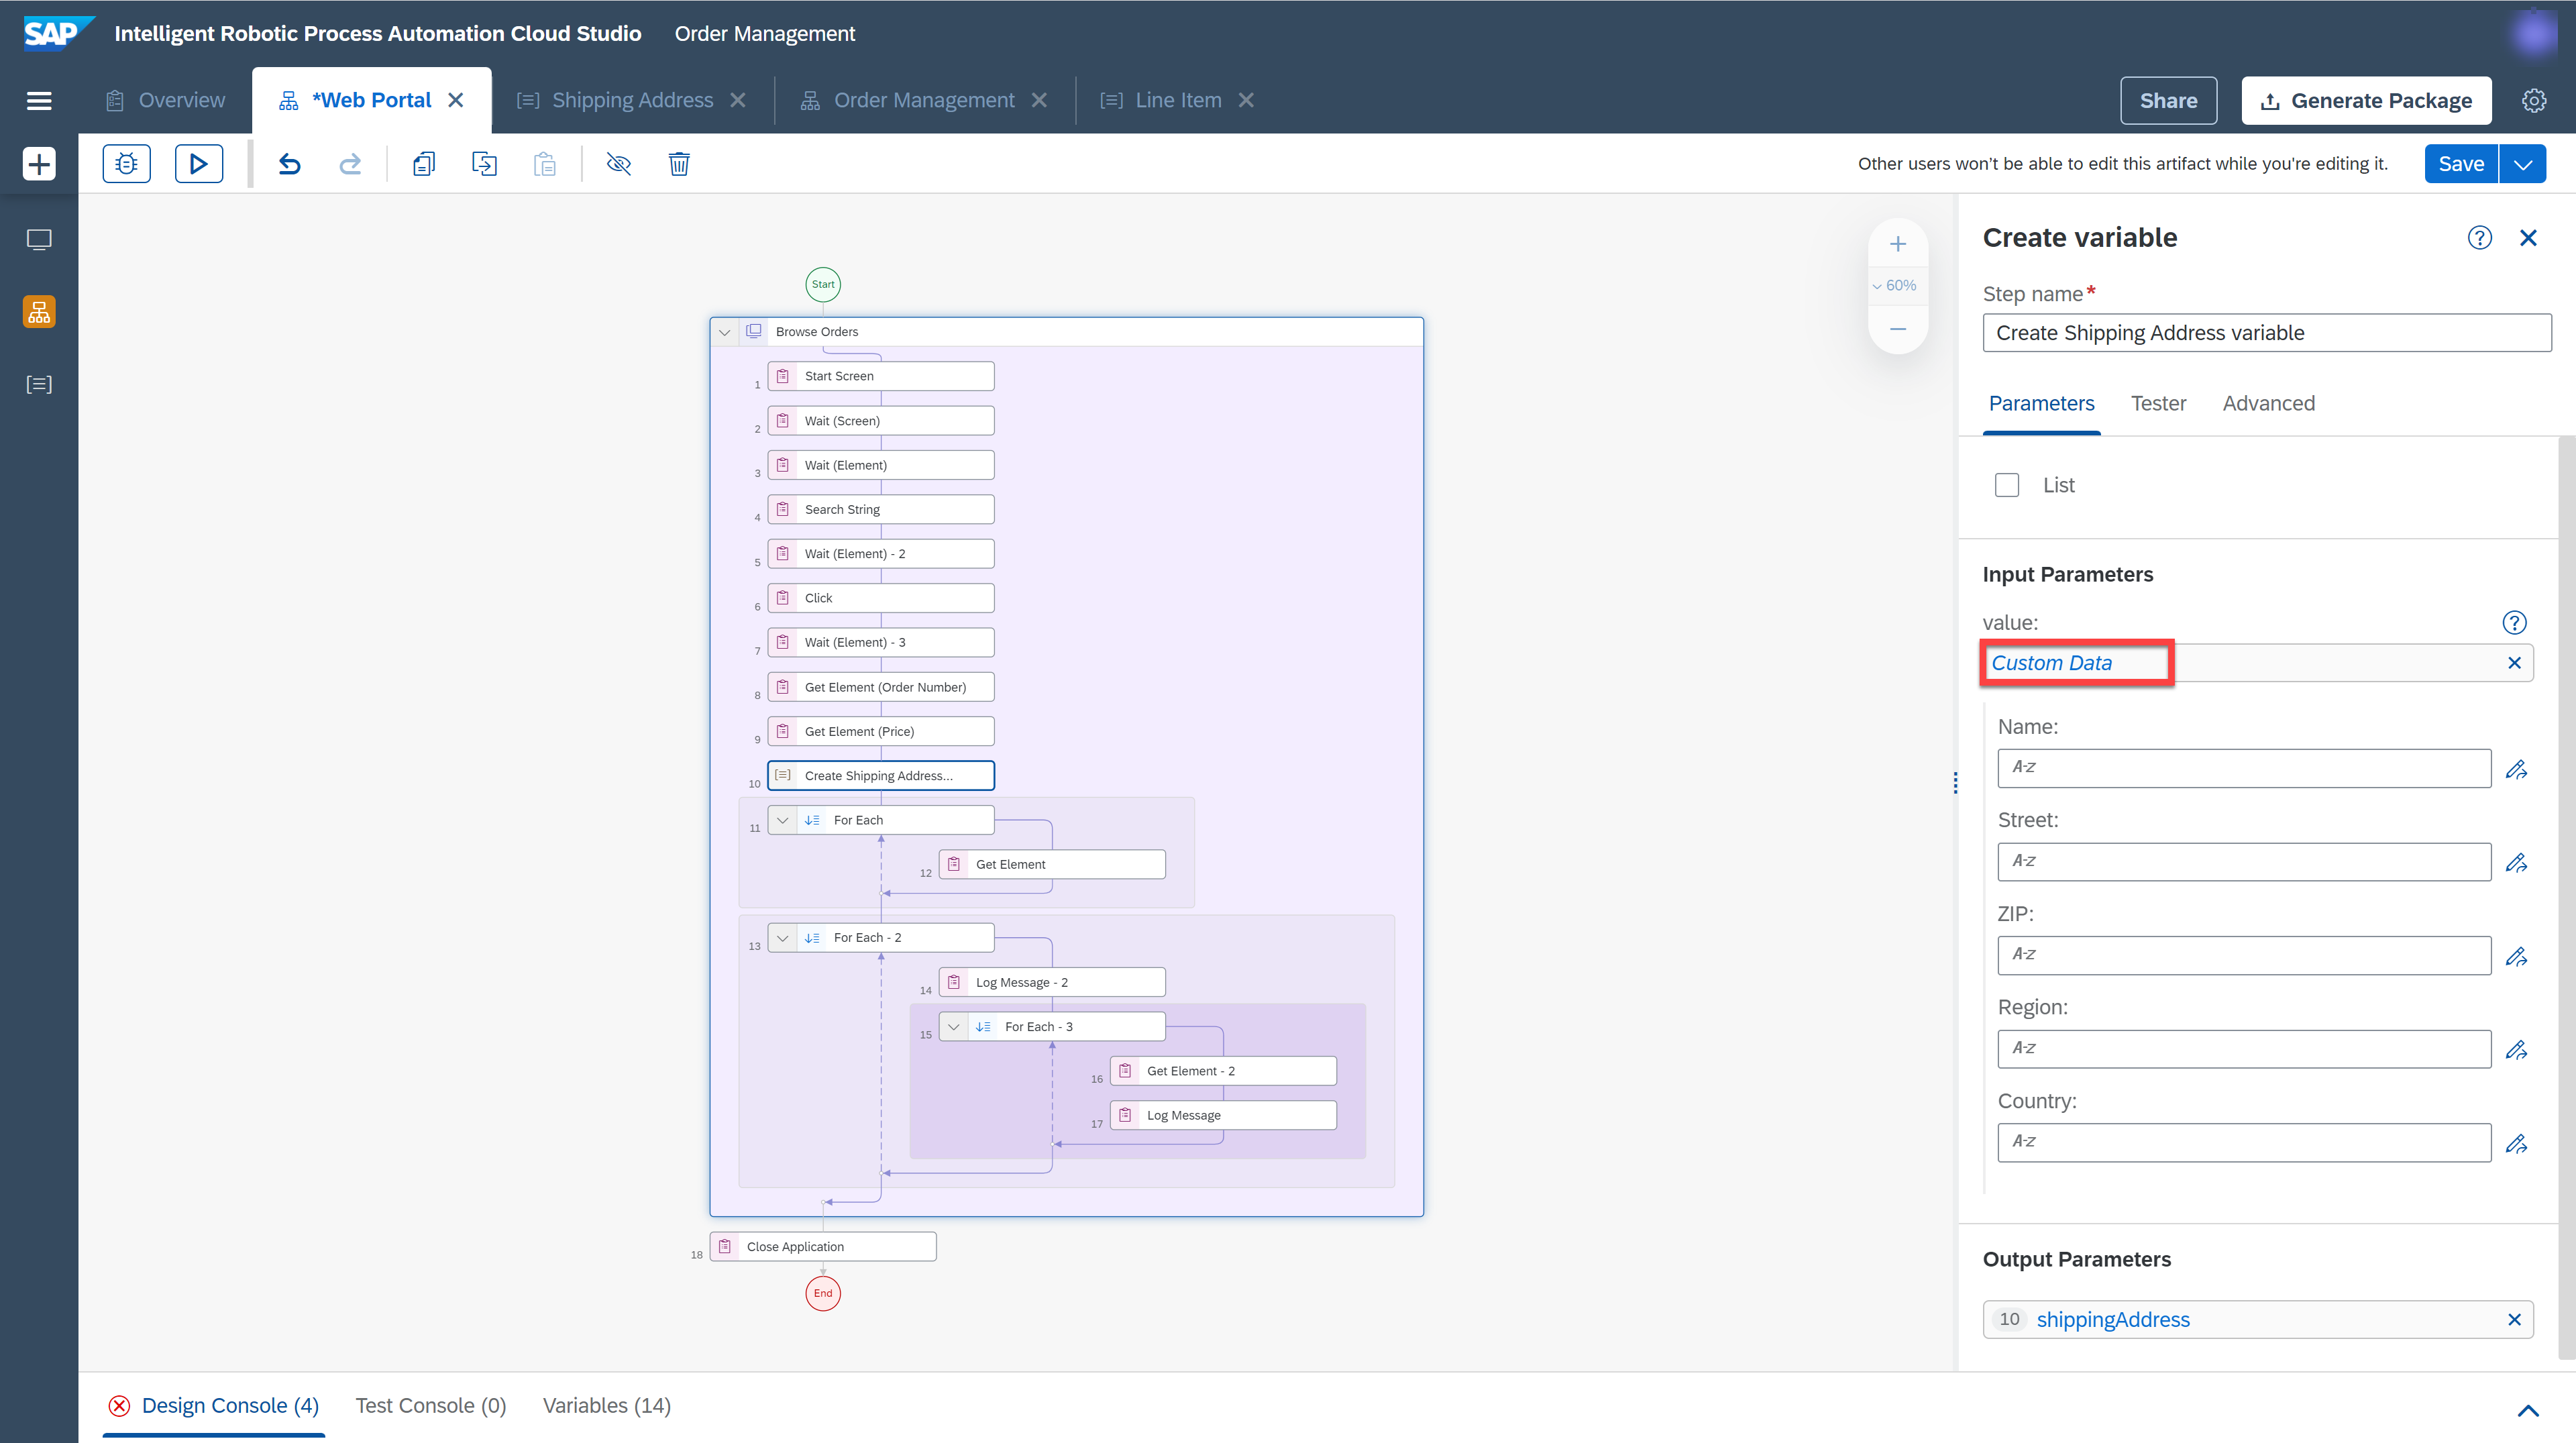 SAP Intelligent Robotic Process Automation Cloud Studio Order Management
Overview *Web Portal Shipping Address Order Management Line Item Share Generate Package
Other users won't be able to edit this artifact while you're editing it. Save
Start
Browse Orders
1 Start Screen
2 Wait (Screen)
3 Wait (Element)
4 Search String
5 Wait (Element) - 2
6 Click
7 Wait (Element) - 3
8 Get Element (Order Number)
9 Get Element (Price)
10 Create Shipping Address...
11 For Each
12 Get Element
13 For Each - 2
14 Log Message - 2
15 For Each - 3
16 Get Element - 2
17 Log Message
18 Close Application
End
60%
Create variable
Step name*
Create Shipping Address variable
Parameters Tester Advanced
List
Input Parameters
value:
Custom Data
Name:
A-z
Street:
A-z
ZIP:
A-z
Region:
A-z
Country:
A-z
Output Parameters
10 shippingAddress
Design Console (4) Test Console (0) Variables (14)